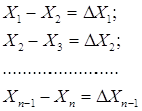 X₁ − X₂ = ΔX₁;
X₂ − X₃ = ΔX₂;
........................
Xₙ₋₁ − Xₙ = ΔXₙ₋₁